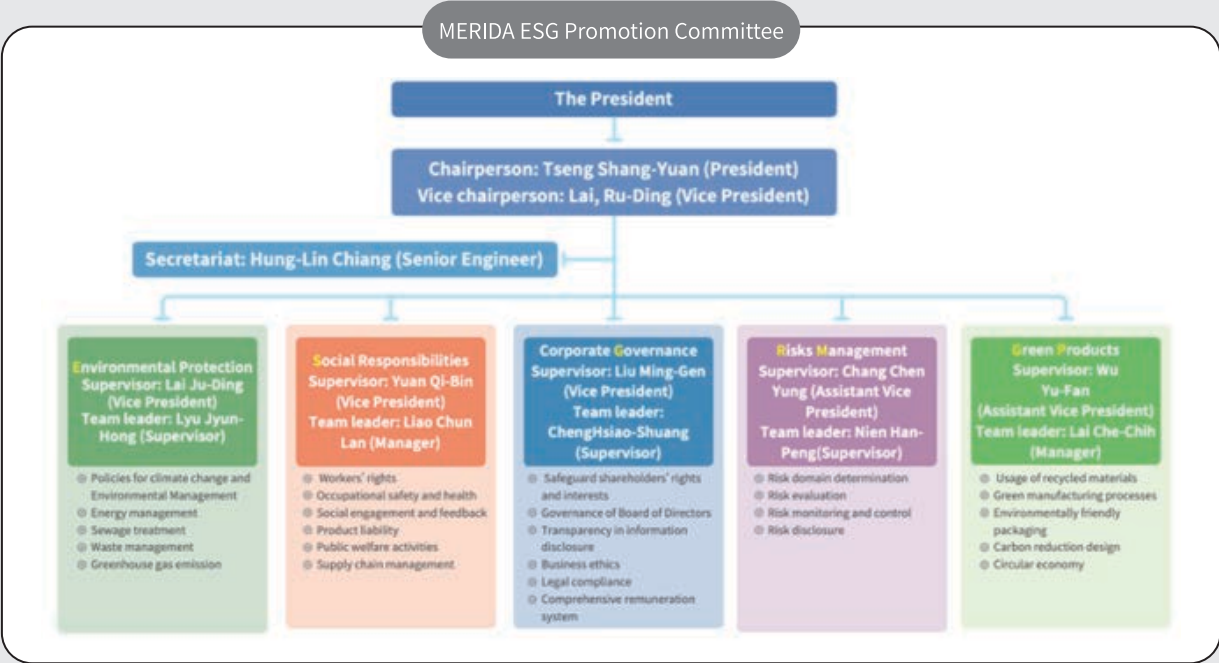 MERIDA ESG Promotion Committee
The President
Chairperson: Tseng Shang-Yuan (President)
Vice chairperson: Lai, Ru-Ding (Vice President)
Secretariat: Hung-Lin Chiang (Senior Engineer)
Environmental Protection
Supervisor: Lai Ju-Ding
(Vice President)
Team leader: Lyu Jyun-
Hong (Supervisor)
Policies for climate change and
Environmental Management
Energy management
Sewage treatment
Waste management
Greenhouse gas emission
Social Responsibilities
Supervisor: Yuan Qi-Bin
(Vice President)
Team leader: Liao Chun
Lan (Manager)
Workers' rights
Occupational safety and health
Social engagement and feedback
Product liability
Public welfare activities
Supply chain management
Corporate Governance
Supervisor: Liu Ming-Gen
(Vice President)
Team leader:
ChengHsiao-Shuang
(Supervisor)
Safeguard shareholders' rights
and interests
Governance of Board of Directors
Transparency in information
disclosure
Business ethics
Legal compliance
Comprehensive remuneration
system
Risks Management
Supervisor: Chang Chen
Yung (Assistant Vice
President)
Team leader: Nien Han-
Peng(Supervisor)
Risk domain determination
Risk evaluation
Risk monitoring and control
Risk disclosure
Green Products
Supervisor: Wu
Yu-Fan
(Assistant Vice President)
Team leader: Lai Che-Chih
(Manager)
Usage of recycled materials
Green manufacturing processes
Environmentally friendly
packaging
Carbon reduction design
Circular economy